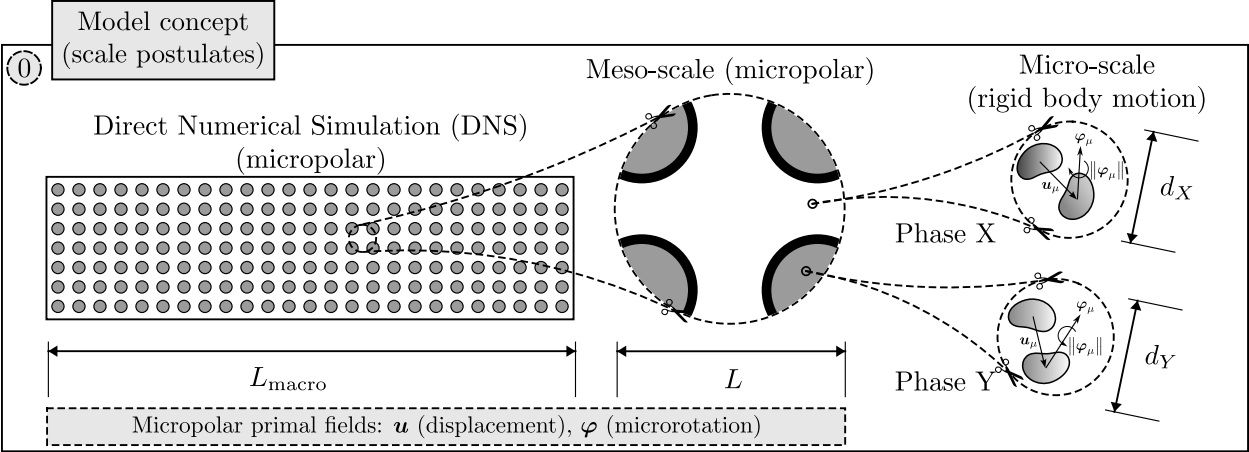 Model concept
(scale postulates)
0
Direct Numerical Simulation (DNS)
(micropolar)
Meso-scale (micropolar)
Micro-scale
(rigid body motion)
φμ
‖φμ‖
uμ
dX
Phase X
φμ
uμ
‖φμ‖
dY
Phase Y
Lmacro
L
Micropolar primal fields: u (displacement), φ (microrotation)